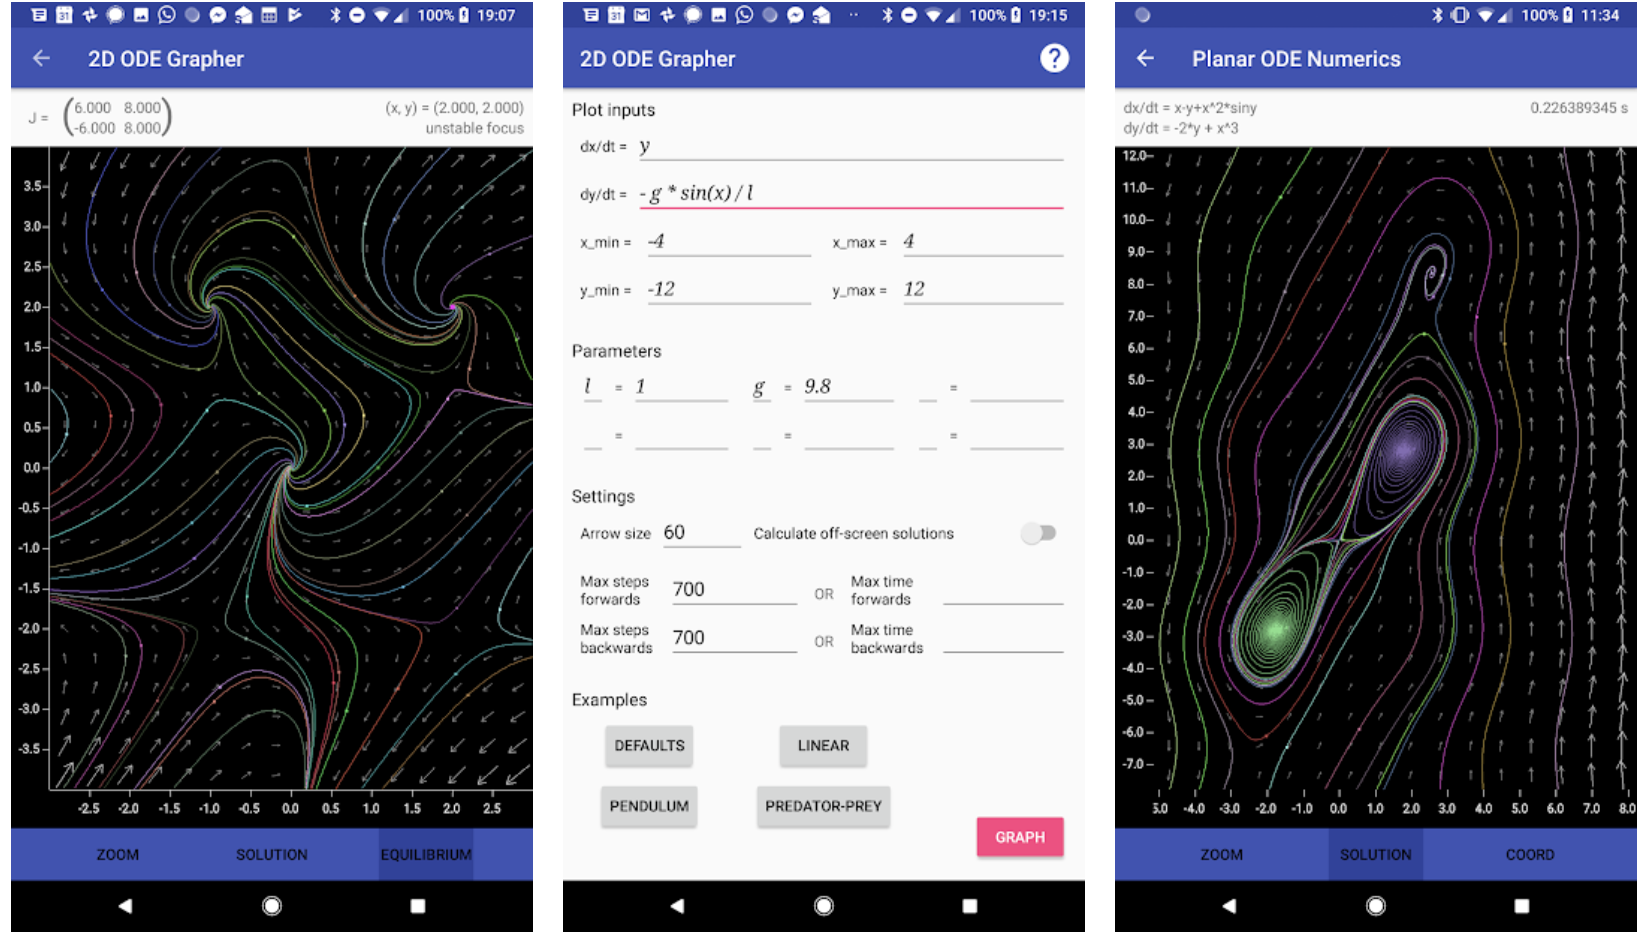 100% 19:07
2D ODE Grapher
J = (6.000 8.000
-6.000 8.000)
(x, y) = (2.000, 2.000)
unstable focus
3.5
3.0
2.5
2.0
1.5
1.0
0.5
0.0
-0.5
-1.0
-1.5
-2.0
-2.5
-3.0
-3.5
-2.5 -2.0 -1.5 -1.0 -0.5 0.0 0.5 1.0 1.5 2.0 2.5
ZOOM SOLUTION EQUILIBRIUM
31 100% 19:15
2D ODE Grapher ?
Plot inputs
dx/dt = y
dy/dt = - g * sin(x) / l
x_min = -4 x_max = 4
y_min = -12 y_max = 12
Parameters
l = 1 g = 9.8 =
= = =
Settings
Arrow size 60 Calculate off-screen solutions
Max steps forwards 700 OR Max time forwards
Max steps backwards 700 OR Max time backwards
Examples
DEFAULTS LINEAR
PENDULUM PREDATOR-PREY
GRAPH
100% 11:34
Planar ODE Numerics
dx/dt = x-y+x^2*siny 0.226389345 s
dy/dt = -2*y + x^3
12.0
11.0
10.0
9.0
8.0
7.0
6.0
5.0
4.0
3.0
2.0
1.0
0.0
-1.0
-2.0
-3.0
-4.0
-5.0
-6.0
-7.0
5.0 -4.0 -3.0 -2.0 -1.0 0.0 1.0 2.0 3.0 4.0 5.0 6.0 7.0 8.0
ZOOM SOLUTION COORD